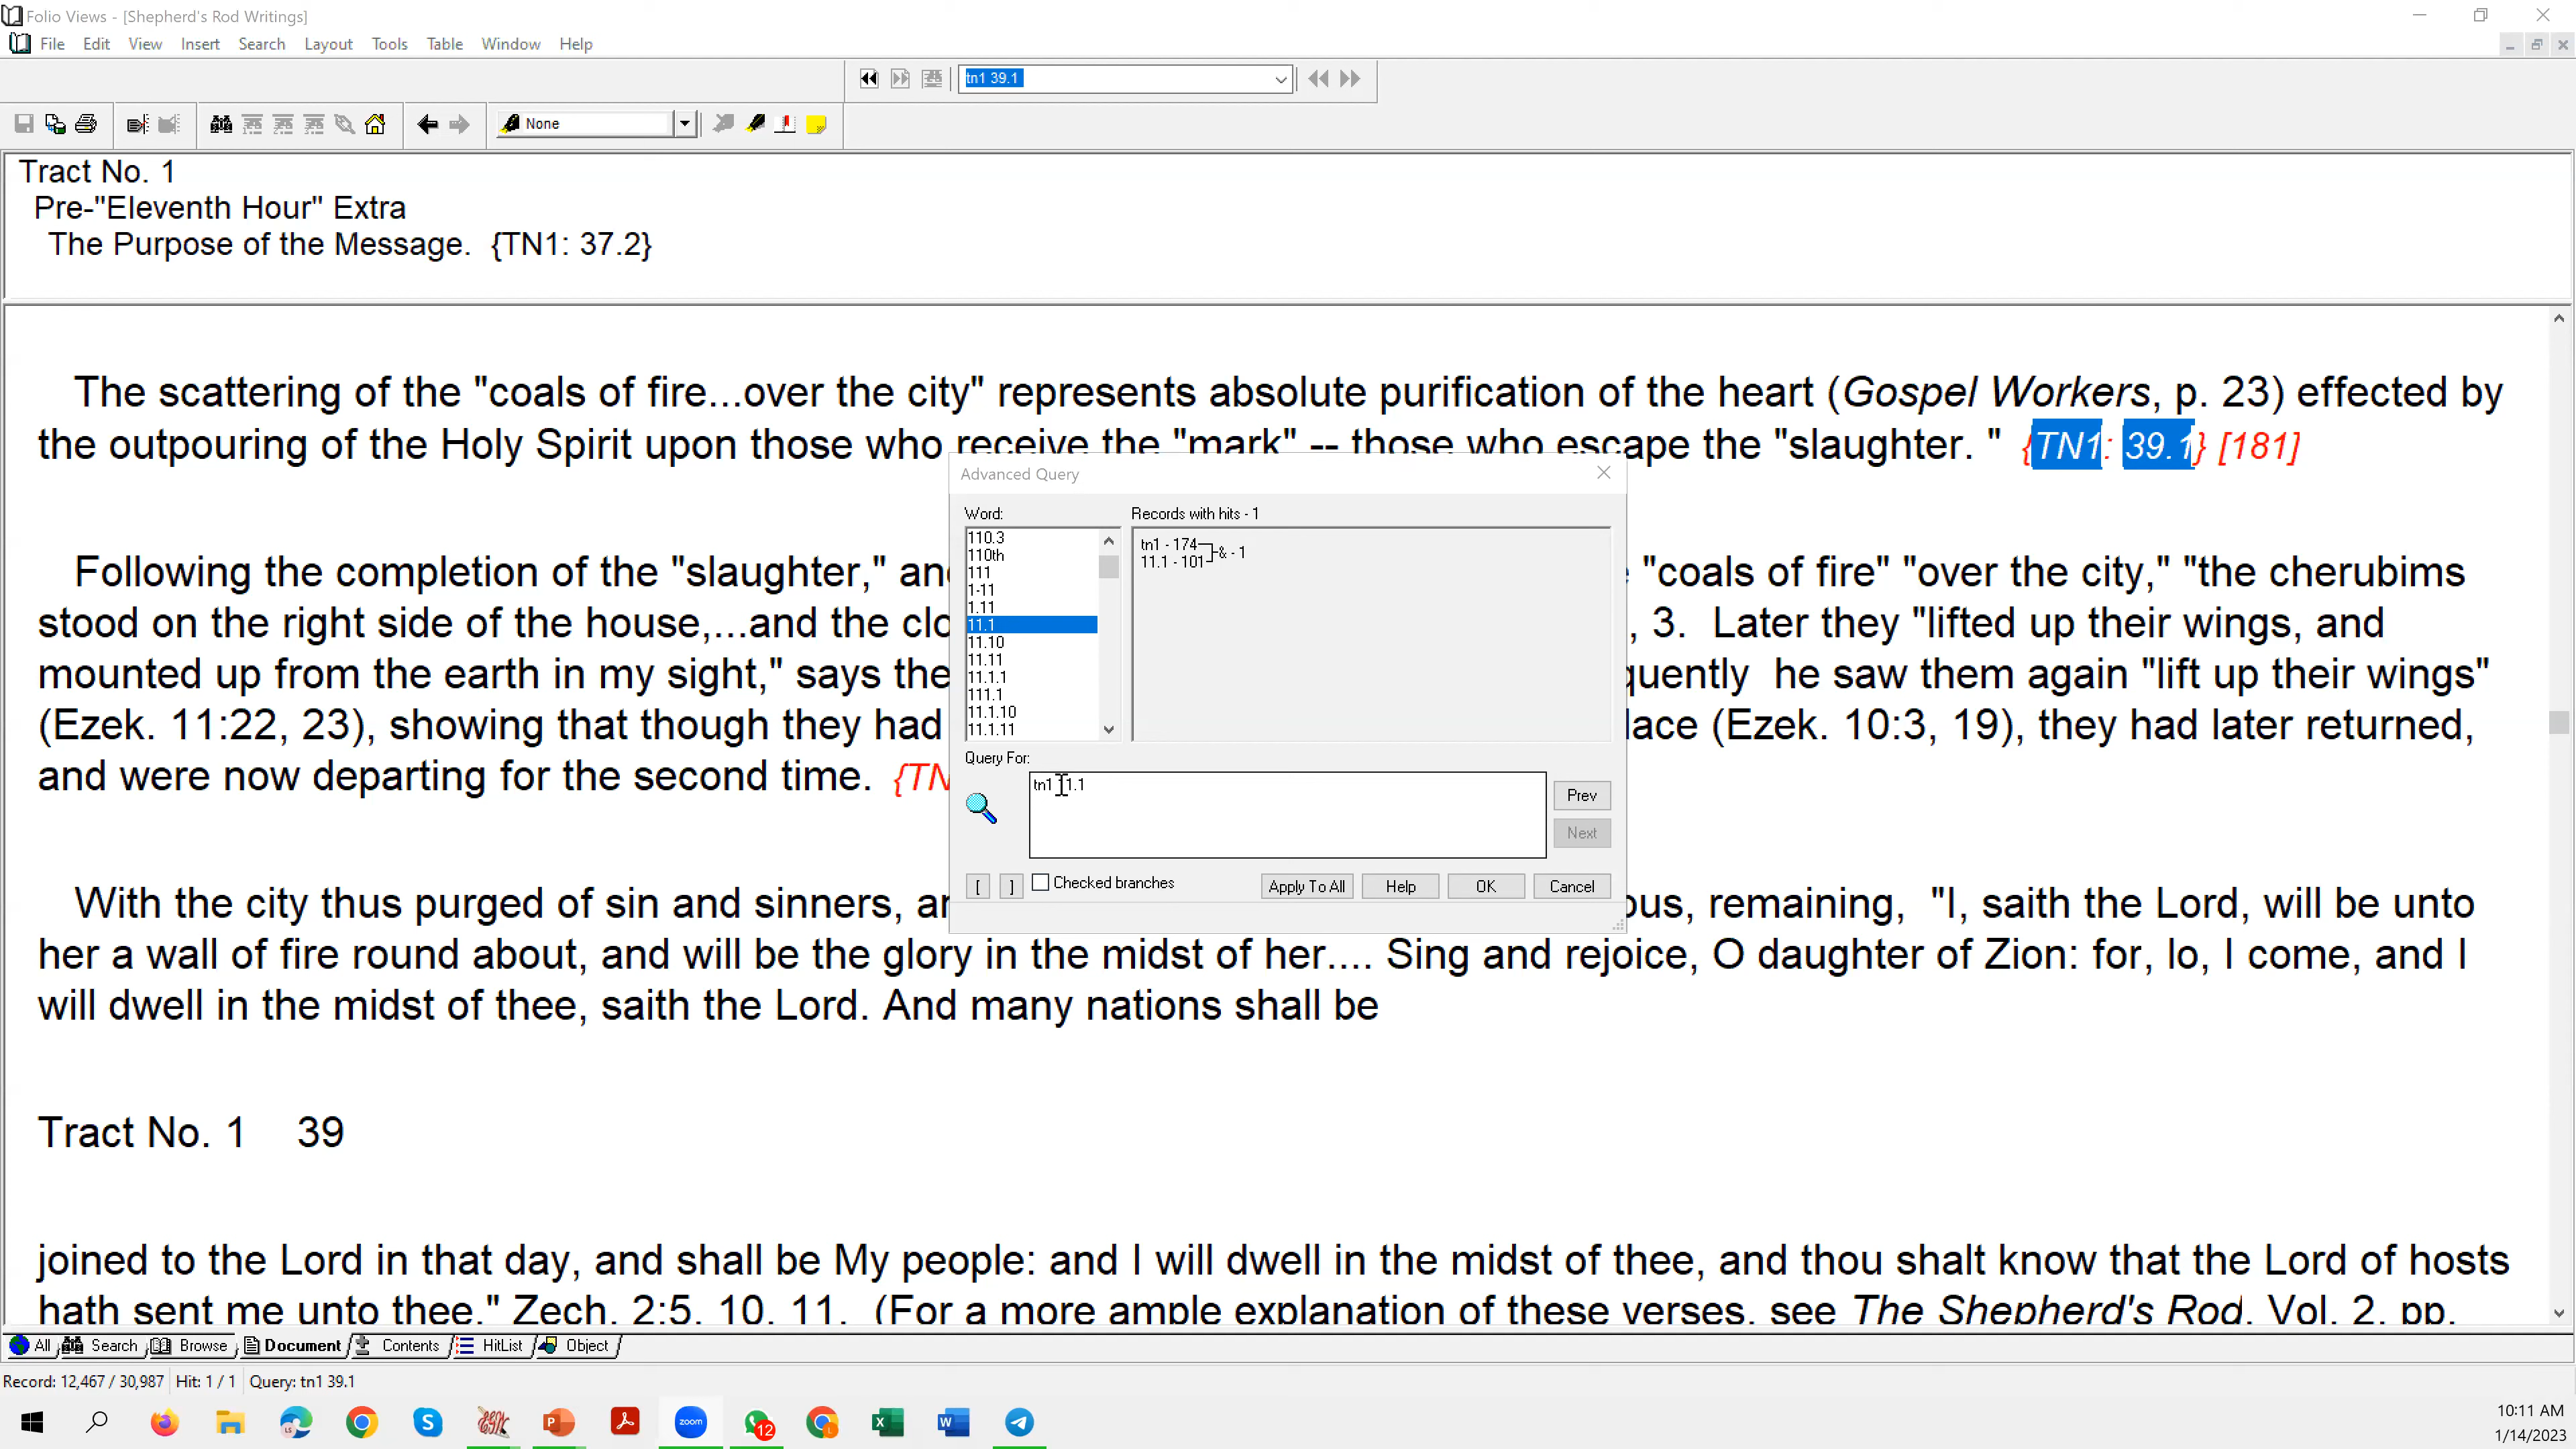 Folio Views - [Shepherd's Rod Writings]
File Edit View Insert Search Layout Tools Table Window Help
tn1 39.1
None
Tract No. 1
Pre-"Eleventh Hour" Extra
The Purpose of the Message. {TN1: 37.2}
The scattering of the "coals of fire...over the city" represents absolute purification of the heart (Gospel Workers, p. 23) effected by
the outpouring of the Holy Spirit upon those who receive the "mark" -- those who escape the "slaughter. " {TN1: 39.1} [181]
Following the completion of the "slaughter," "coals of fire" "over the city," "the cherubims
stood on the right side of the house,...and the , 3. Later they "lifted up their wings, and
mounted up from the earth in my sight," says the he saw them again "lift up their wings"
(Ezek. 11:22, 23), showing that though they had (Ezek. 10:3, 19), they had later returned,
and were now departing for the second time. {TN
With the city thus purged of sin and sinners, remaining, "I, saith the Lord, will be unto
her a wall of fire round about, and will be the glory in the midst of her.... Sing and rejoice, O daughter of Zion: for, lo, I come, and I
will dwell in the midst of thee, saith the Lord. And many nations shall be
Tract No. 1 39
joined to the Lord in that day, and shall be My people: and I will dwell in the midst of thee, and thou shalt know that the Lord of hosts
hath sent me unto thee." Zech. 2:5, 10, 11. (For a more ample explanation of these verses, see The Shepherd's Rod, Vol. 2, pp.
Advanced Query
Word:
Records with hits - 1
110.3
110th
111
1-11
1.11
11.1
11.10
11.11
11.1.1
111.1
11.1.10
11.1.11
tn1 - 174
11.1 - 101
& - 1
Query For:
tn1 11.1
Prev
Next
[ ] Checked branches Apply To All Help OK Cancel
All Search Browse Document Contents HitList Object
Record: 12,467 / 30,987 Hit: 1 / 1 Query: tn1 39.1
LS
S
P
zoom
12
L
X
W
10:11 AM
1/14/2023